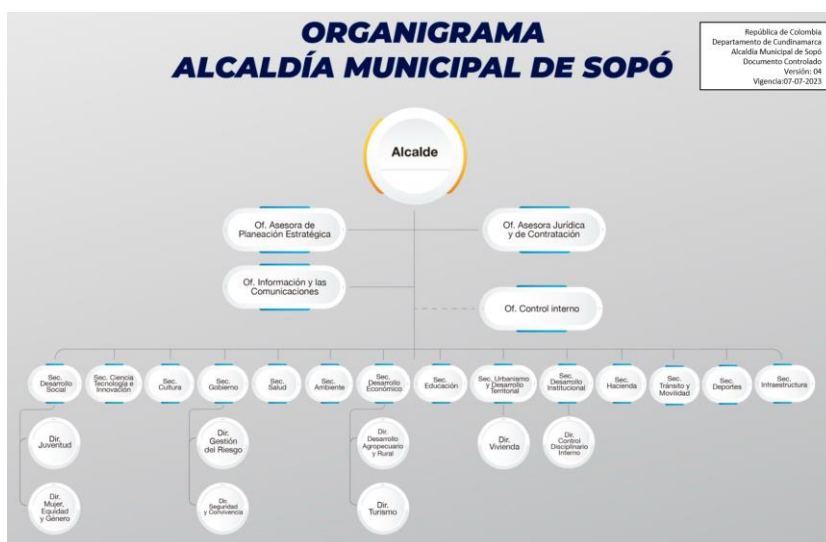 ORGANIGRAMA
ALCALDÍA MUNICIPAL DE SOPÓ
República de Colombia
Departamento de Cundinamarca
Alcaldía Municipal de Sopó
Documento Controlado
Versión: 04
Vigencia:07-07-2023
Alcalde
Of. Asesora de
Planeación Estratégica
Of. Asesora Jurídica
y de Contratación
Of. Información y las
Comunicaciones
Of. Control interno
Sec.
Desarrollo
Social
Sec. Ciencia
Tecnología e
Innovación
Sec.
Cultura
Sec.
Gobierno
Sec.
Salud
Sec.
Ambiente
Sec.
Desarrollo
Económico
Sec.
Educación
Sec. Urbanismo
y Desarrollo
Territorial
Sec.
Desarrollo
Institucional
Sec.
Hacienda
Sec.
Tránsito y
Movilidad
Sec.
Deportes
Sec.
Infraestructura
Dir.
Juventud
Dir.
Gestión
del Riesgo
Dir.
Desarrollo
Agropecuario
y Rural
Dir.
Vivienda
Dir.
Control
Disciplinario
Interno
Dir.
Mujer,
Equidad
y Género
Dir.
Seguridad
y Convivencia
Dir.
Turismo